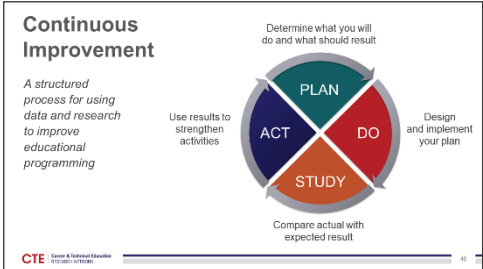 Continuous
Improvement
A structured
process for using
data and research
to improve
educational
programming
Determine what you will
do and what should result
PLAN
Use results to
strengthen
activities
ACT
DO
Design
and implement
your plan
STUDY
Compare actual with
expected result
CTE
Career & Technical Education
RESEARCH NETWORK
40